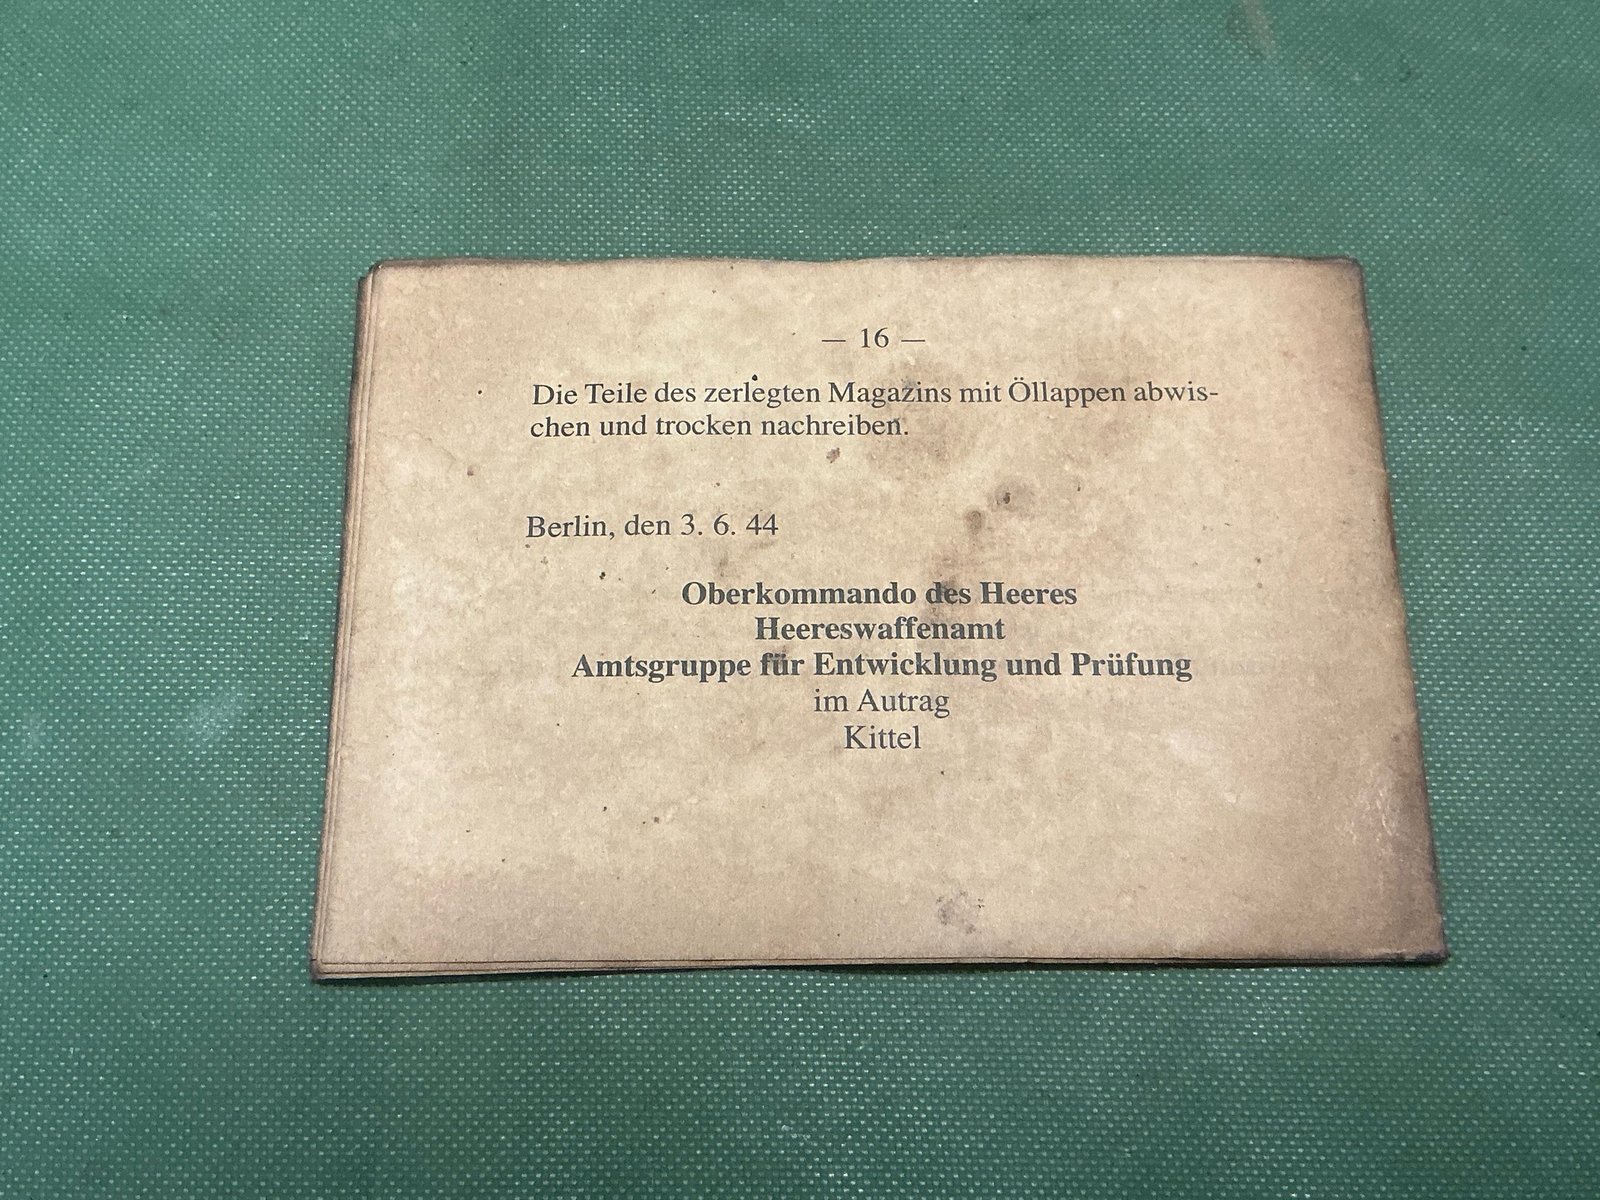 — 16 —
Die Teile des zerlegten Magazins mit Öllappen abwis-
chen und trocken nachreiben.
Berlin, den 3. 6. 44
Oberkommando des Heeres
Heereswaffenamt
Amtsgruppe für Entwicklung und Prüfung
im Autrag
Kittel